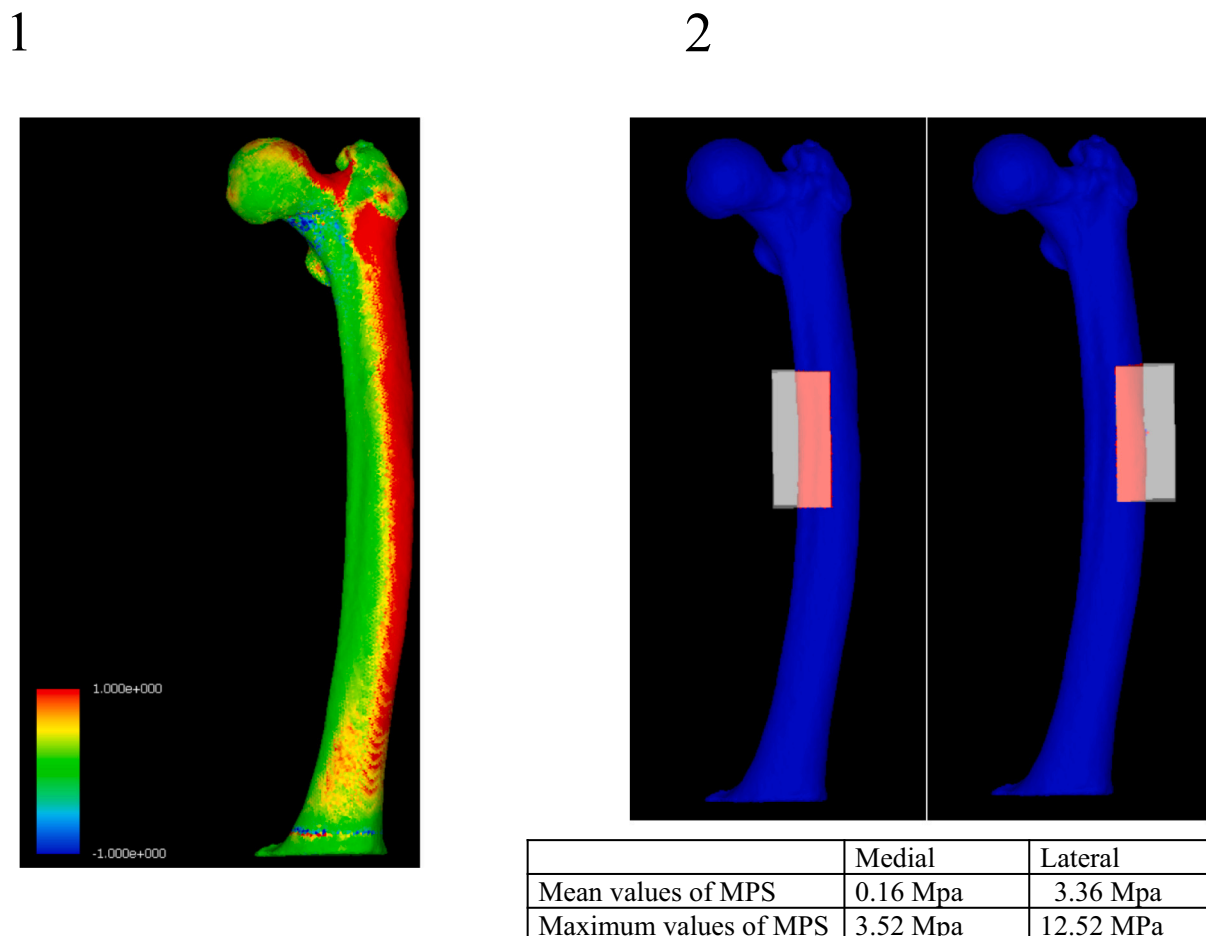 1
2
1.000e+000
-1.000e+000
Medial Lateral
Mean values of MPS 0.16 Mpa 3.36 Mpa
Maximum values of MPS 3.52 Mpa 12.52 MPa